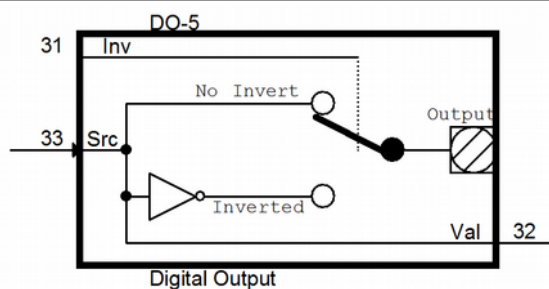 DO-5
31 Inv
No Invert
Output
33 Src
Inverted
Val 32
Digital Output